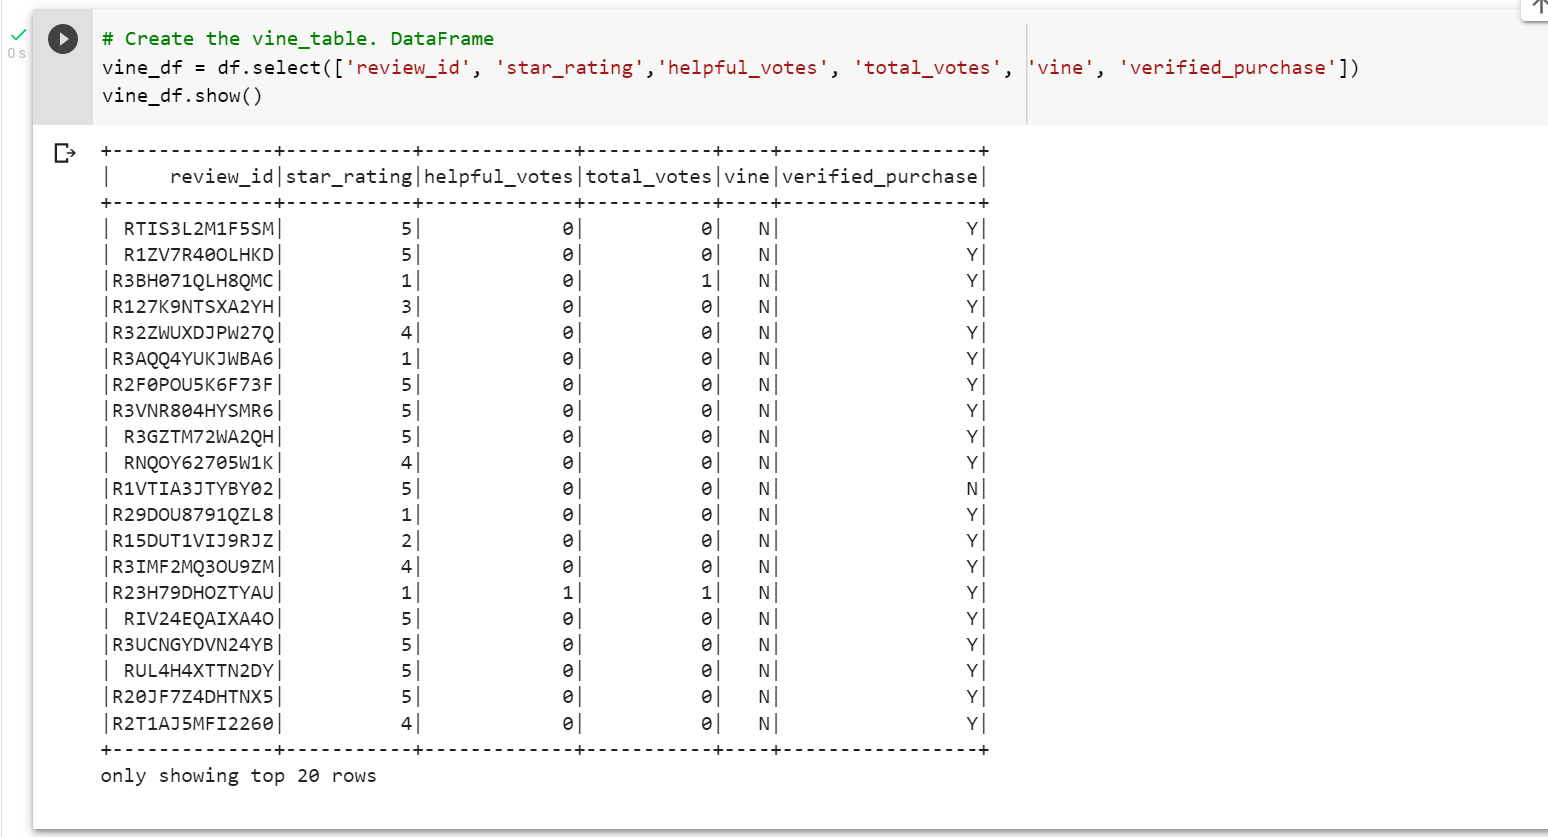 # Create the vine_table. DataFrame
0 s
vine_df = df.select(['review_id', 'star_rating','helpful_votes', 'total_votes', 'vine', 'verified_purchase'])
vine_df.show()
+--------------+-----------+-------------+-----------+----+-----------------+
|     review_id|star_rating|helpful_votes|total_votes|vine|verified_purchase|
+--------------+-----------+-------------+-----------+----+-----------------+
| RTIS3L2M1F5SM|          5|            0|          0|   N|                Y|
| R1ZV7R40OLHKD|          5|            0|          0|   N|                Y|
|R3BH071QLH8QMC|          1|            0|          1|   N|                Y|
|R127K9NTSXA2YH|          3|            0|          0|   N|                Y|
|R32ZWUXDJPW27Q|          4|            0|          0|   N|                Y|
|R3AQQ4YUKJWBA6|          1|            0|          0|   N|                Y|
|R2F0POU5K6F73F|          5|            0|          0|   N|                Y|
|R3VNR804HYSMR6|          5|            0|          0|   N|                Y|
| R3GZTM72WA2QH|          5|            0|          0|   N|                Y|
| RNQOY62705W1K|          4|            0|          0|   N|                Y|
|R1VTIA3JTYBY02|          5|            0|          0|   N|                N|
|R29DOU8791QZL8|          1|            0|          0|   N|                Y|
|R15DUT1VIJ9RJZ|          2|            0|          0|   N|                Y|
|R3IMF2MQ3OU9ZM|          4|            0|          0|   N|                Y|
|R23H79DHOZTYAU|          1|            1|          1|   N|                Y|
| RIV24EQAIXA4O|          5|            0|          0|   N|                Y|
|R3UCNGYDVN24YB|          5|            0|          0|   N|                Y|
| RUL4H4XTTN2DY|          5|            0|          0|   N|                Y|
|R20JF7Z4DHTNX5|          5|            0|          0|   N|                Y|
|R2T1AJ5MFI2260|          4|            0|          0|   N|                Y|
+--------------+-----------+-------------+-----------+----+-----------------+
only showing top 20 rows